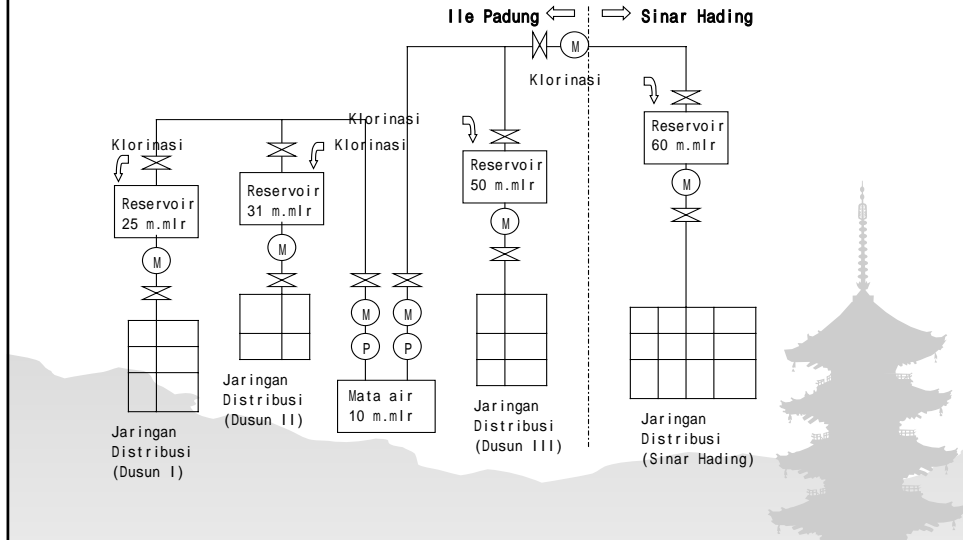 Ile Padung
Sinar Hading
M
Klorinasi
Klorinasi
Klorinasi
Klorinasi
Reservoir
60 m.mlr
Reservoir
50 m.mlr
Reservoir
31 m.mlr
Reservoir
25 m.mlr
M
M
M
M
M
M
P
P
Mata air
10 m.mlr
Jaringan
Distribusi
(Dusun I)
Jaringan
Distribusi
(Dusun II)
Jaringan
Distribusi
(Dusun III)
Jaringan
Distribusi
(Sinar Hading)